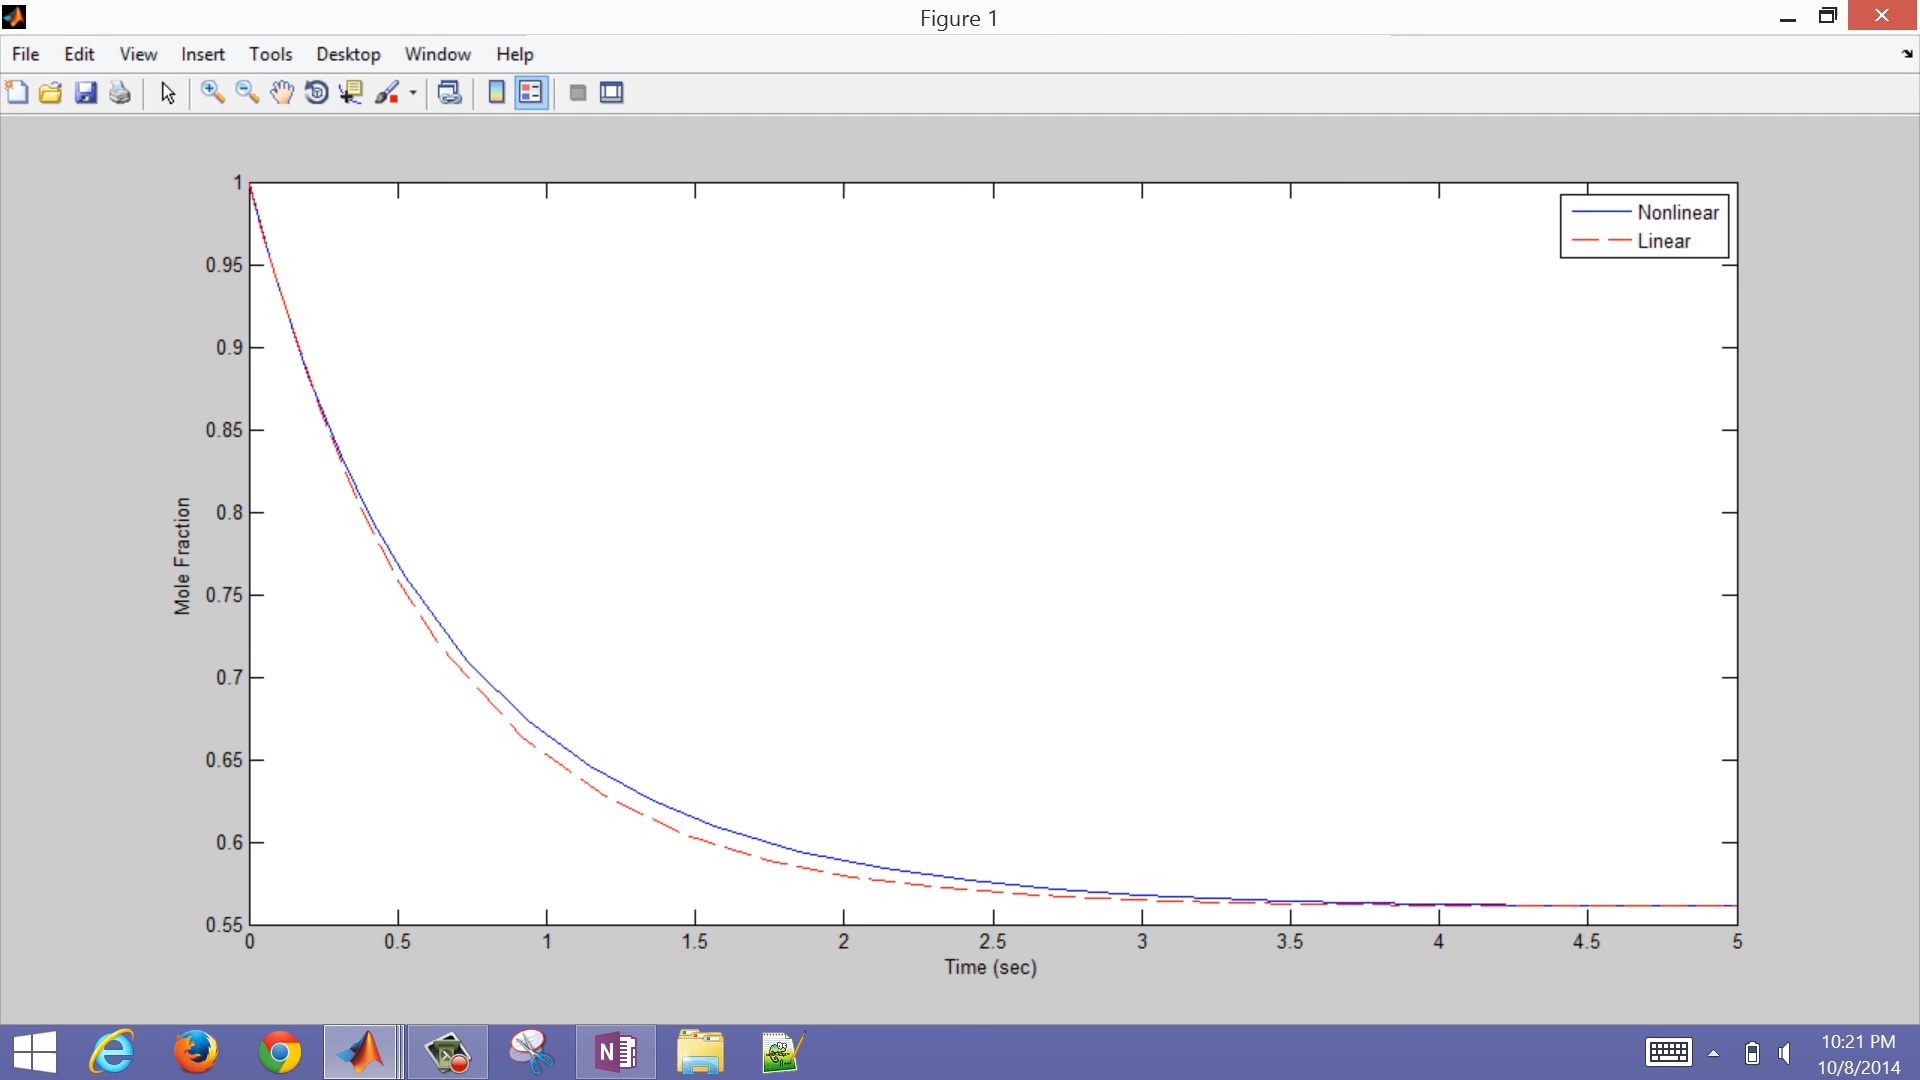 Figure 1
File Edit View Insert Tools Desktop Window Help
1
0.95
0.9
0.85
0.8
0.75
0.7
0.65
0.6
0.55
Mole Fraction
Nonlinear
Linear
0 0.5 1 1.5 2 2.5 3 3.5 4 4.5 5
Time (sec)
N
10:21 PM
10/8/2014